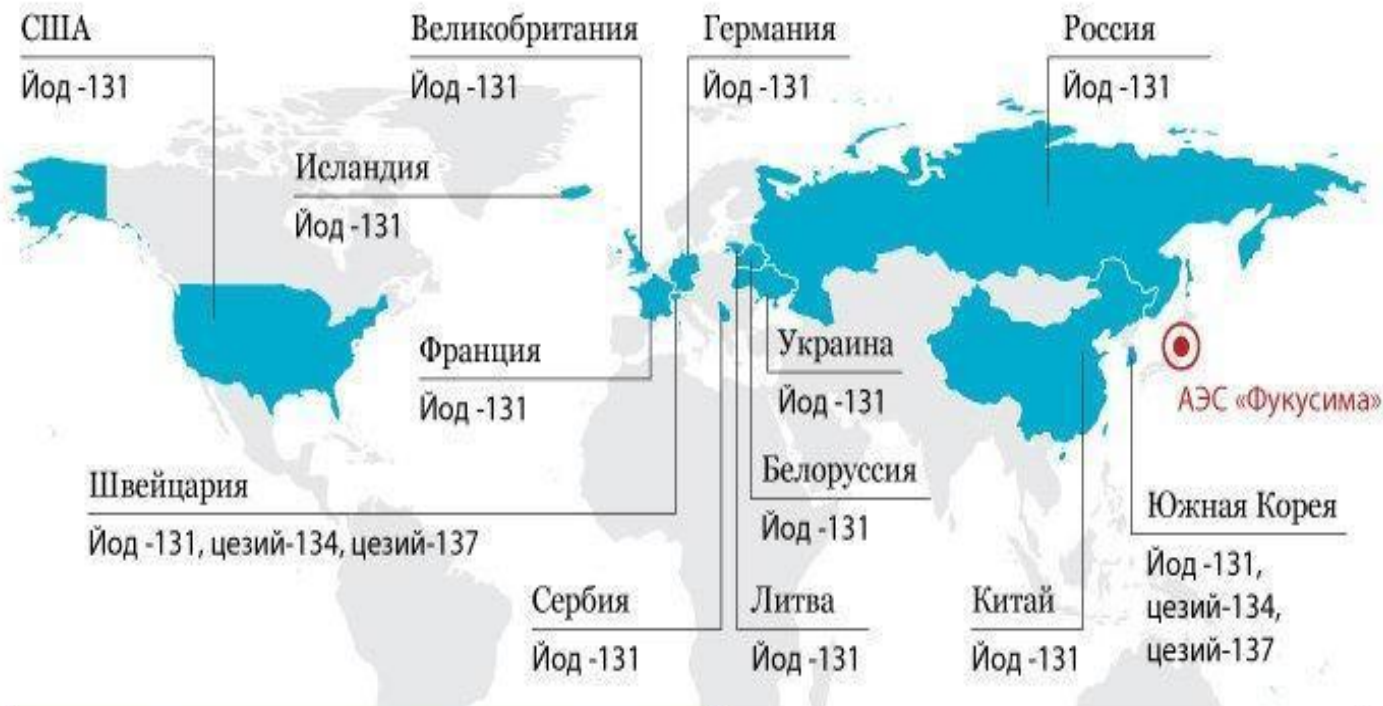 США
Йод -131
Великобритания
Йод -131
Германия
Йод -131
Россия
Йод -131
Исландия
Йод -131
Франция
Йод -131
Украина
Йод -131
АЭС «Фукусима»
Швейцария
Йод -131, цезий-134, цезий-137
Белоруссия
Йод -131
Южная Корея
Йод -131,
цезий-134,
цезий-137
Сербия
Йод -131
Литва
Йод -131
Китай
Йод -131